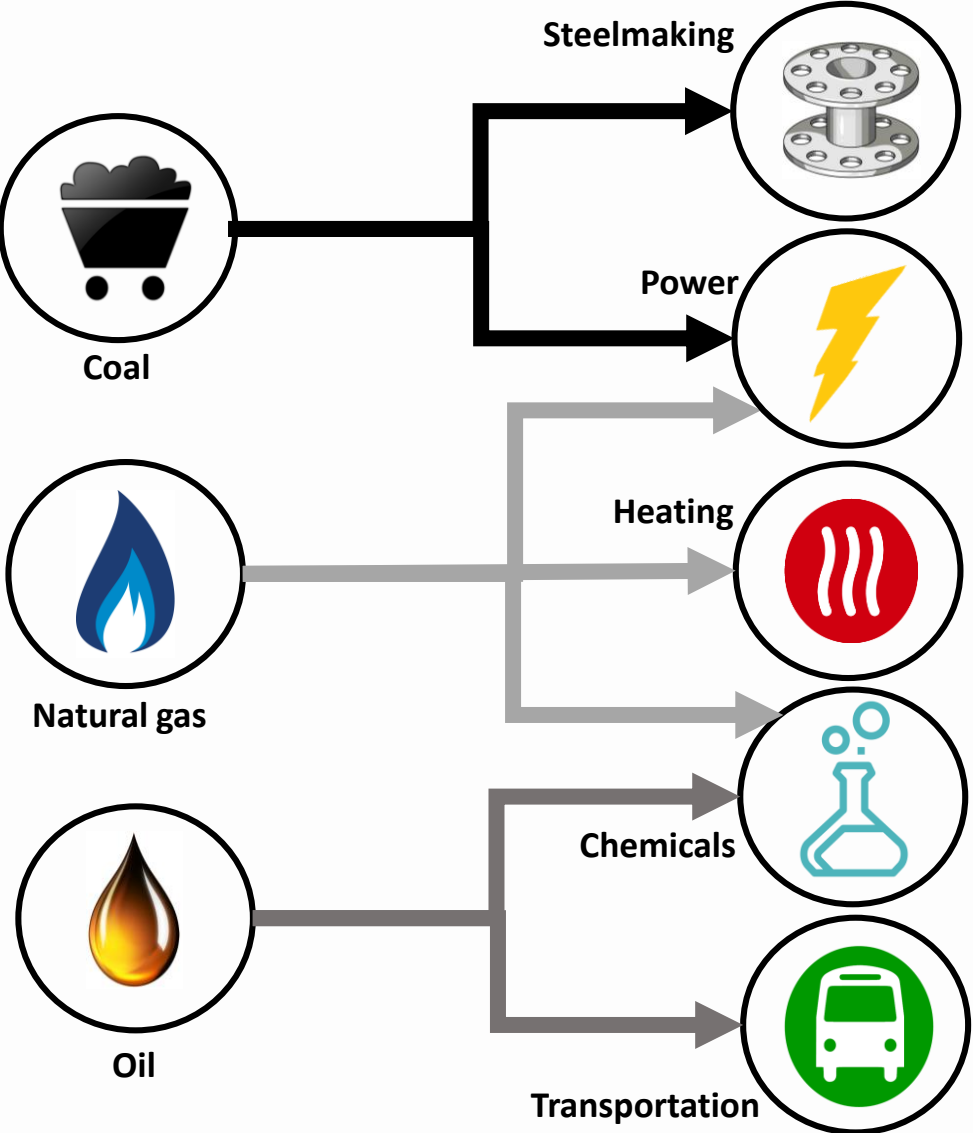 Steelmaking
Power
Coal
Heating
Natural gas
Chemicals
Oil
Transportation